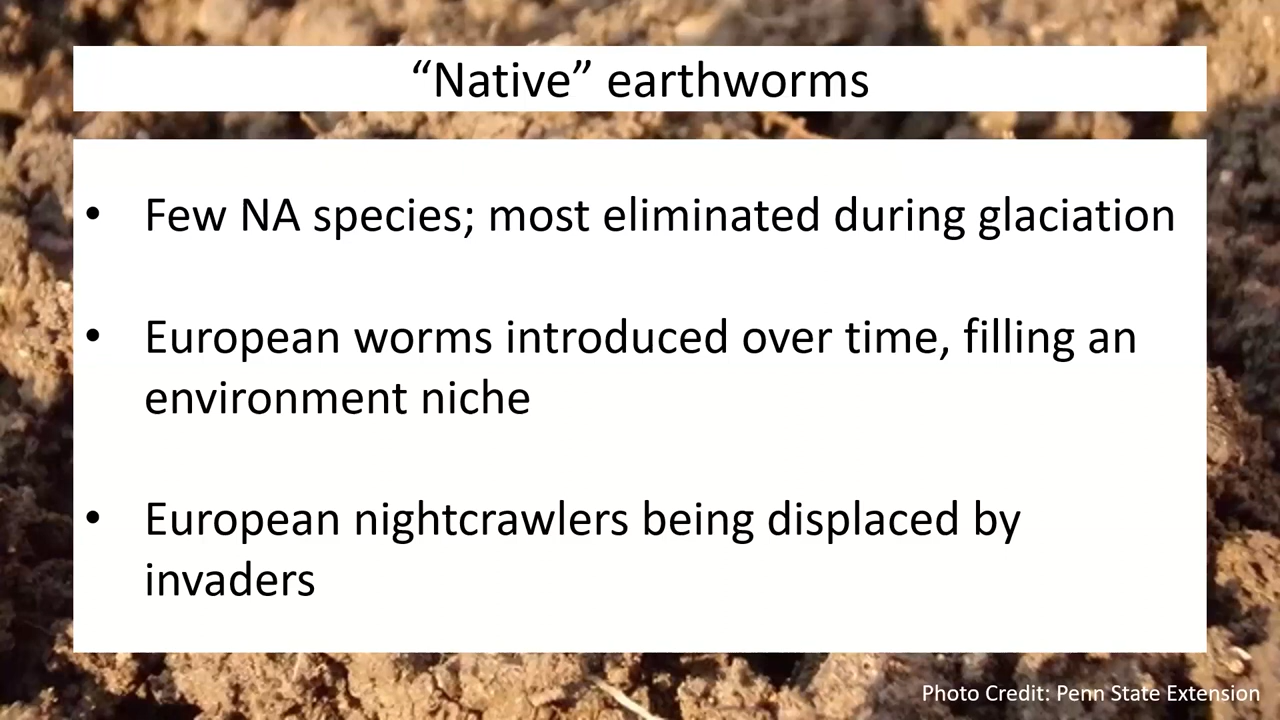 “Native” earthworms
• Few NA species; most eliminated during glaciation
• European worms introduced over time, filling an
environment niche
• European nightcrawlers being displaced by
invaders
Photo Credit: Penn State Extension